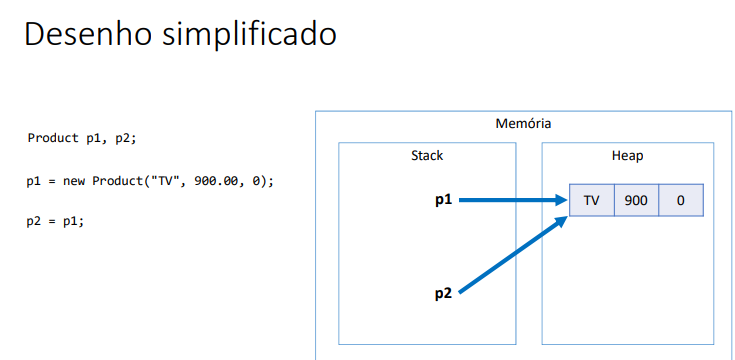 Desenho simplificado
Product p1, p2;
p1 = new Product("TV", 900.00, 0);
p2 = p1;
Memória
Stack
Heap
p1
TV 900 0
p2